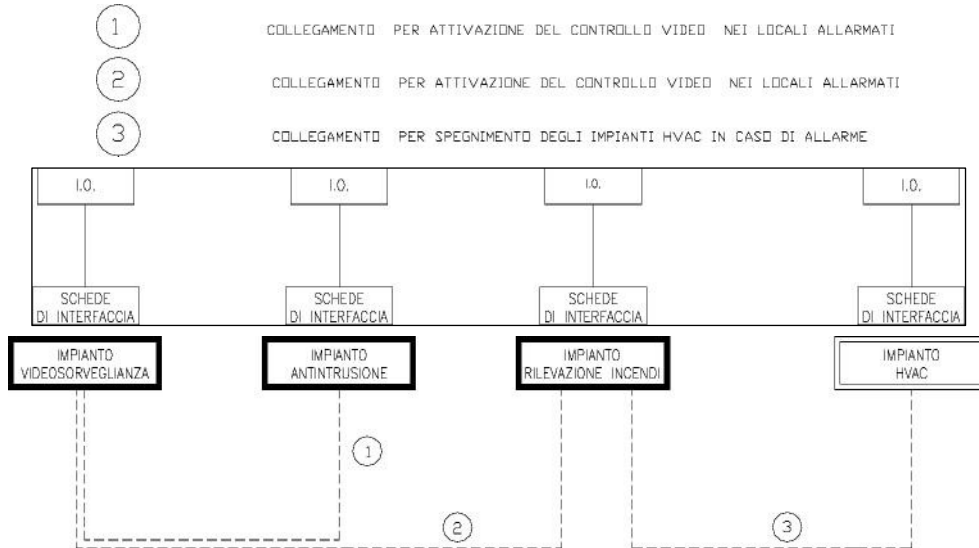 1 COLLEGAMENTO PER ATTIVAZIONE DEL CONTROLLO VIDEO NEI LOCALI ALLARMATI
2 COLLEGAMENTO PER ATTIVAZIONE DEL CONTROLLO VIDEO NEI LOCALI ALLARMATI
3 COLLEGAMENTO PER SPEGNIMENTO DEGLI IMPIANTI HVAC IN CASO DI ALLARME
I.O. I.O. I.O. I.O.
SCHEDE SCHEDE SCHEDE SCHEDE
DI INTERFACCIA DI INTERFACCIA DI INTERFACCIA DI INTERFACCIA
IMPIANTO IMPIANTO IMPIANTO IMPIANTO
VIDEOSORVEGLIANZA ANTINTRUSIONE RILEVAZIONE INCENDI HVAC
1
2 3